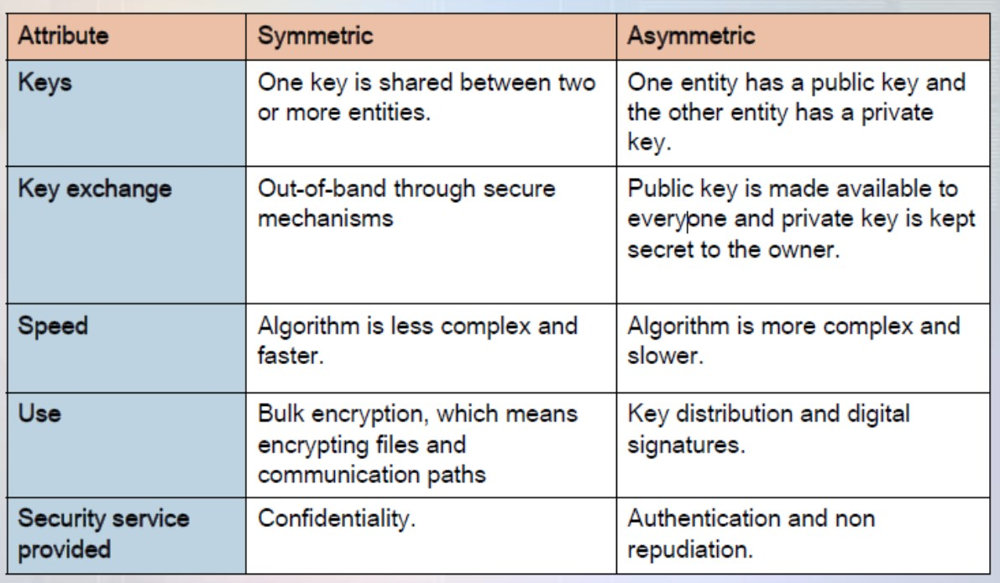 Attribute
Symmetric
Asymmetric
Keys
One key is shared between two
or more entities.
One entity has a public key and
the other entity has a private
key.
Key exchange
Out-of-band through secure
mechanisms
Public key is made available to
everyone and private key is kept
secret to the owner.
Speed
Algorithm is less complex and
faster.
Algorithm is more complex and
slower.
Use
Bulk encryption, which means
encrypting files and
communication paths
Key distribution and digital
signatures.
Security service
provided
Confidentiality.
Authentication and non
repudiation.